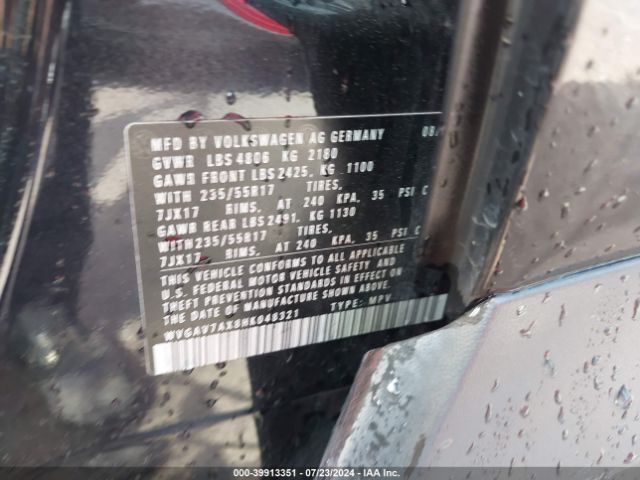 MFD BY VOLKSWAGEN AG GERMANY 08/
GVWR LBS 4806 KG 2180
GAWR FRONT LBS 2425, KG 1100
WITH 235/55R17 TIRES,
7JX17 RIMS, AT 240 KPA, 35 PSI C
GAWR REAR LBS 2491, KG 1130
WITH 235/55R17 TIRES,
7JX17 RIMS, AT 240 KPA, 35 PSI C
THIS VEHICLE CONFORMS TO ALL APPLICABLE
U.S. FEDERAL MOTOR VEHICLE SAFETY AND
THEFT PREVENTION STANDARDS IN EFFECT ON
THE DATE OF MANUFACTURE SHOWN ABOVE.
WVGAV7AX8HK048321 TYPE: MPV
000-39913351 - 07/23/2024 - IAA Inc.